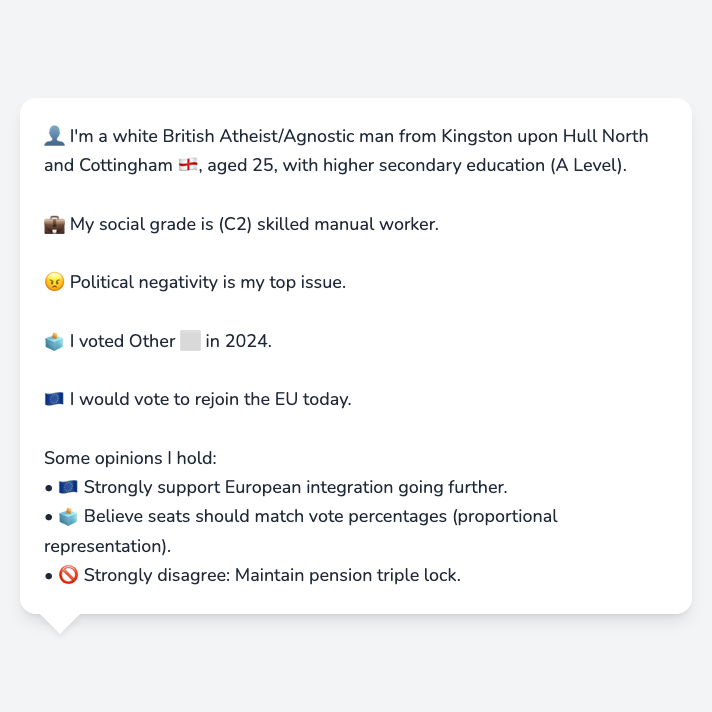 👤 I'm a white British Atheist/Agnostic man from Kingston upon Hull North
and Cottingham 🏴󠁧󠁢󠁥󠁮󠁧󠁿, aged 25, with higher secondary education (A Level).
💼 My social grade is (C2) skilled manual worker.
😠 Political negativity is my top issue.
🗳️ I voted Other ⬜ in 2024.
🇪🇺 I would vote to rejoin the EU today.
Some opinions I hold:
• 🇪🇺 Strongly support European integration going further.
• 🗳️ Believe seats should match vote percentages (proportional
representation).
• 🚫 Strongly disagree: Maintain pension triple lock.